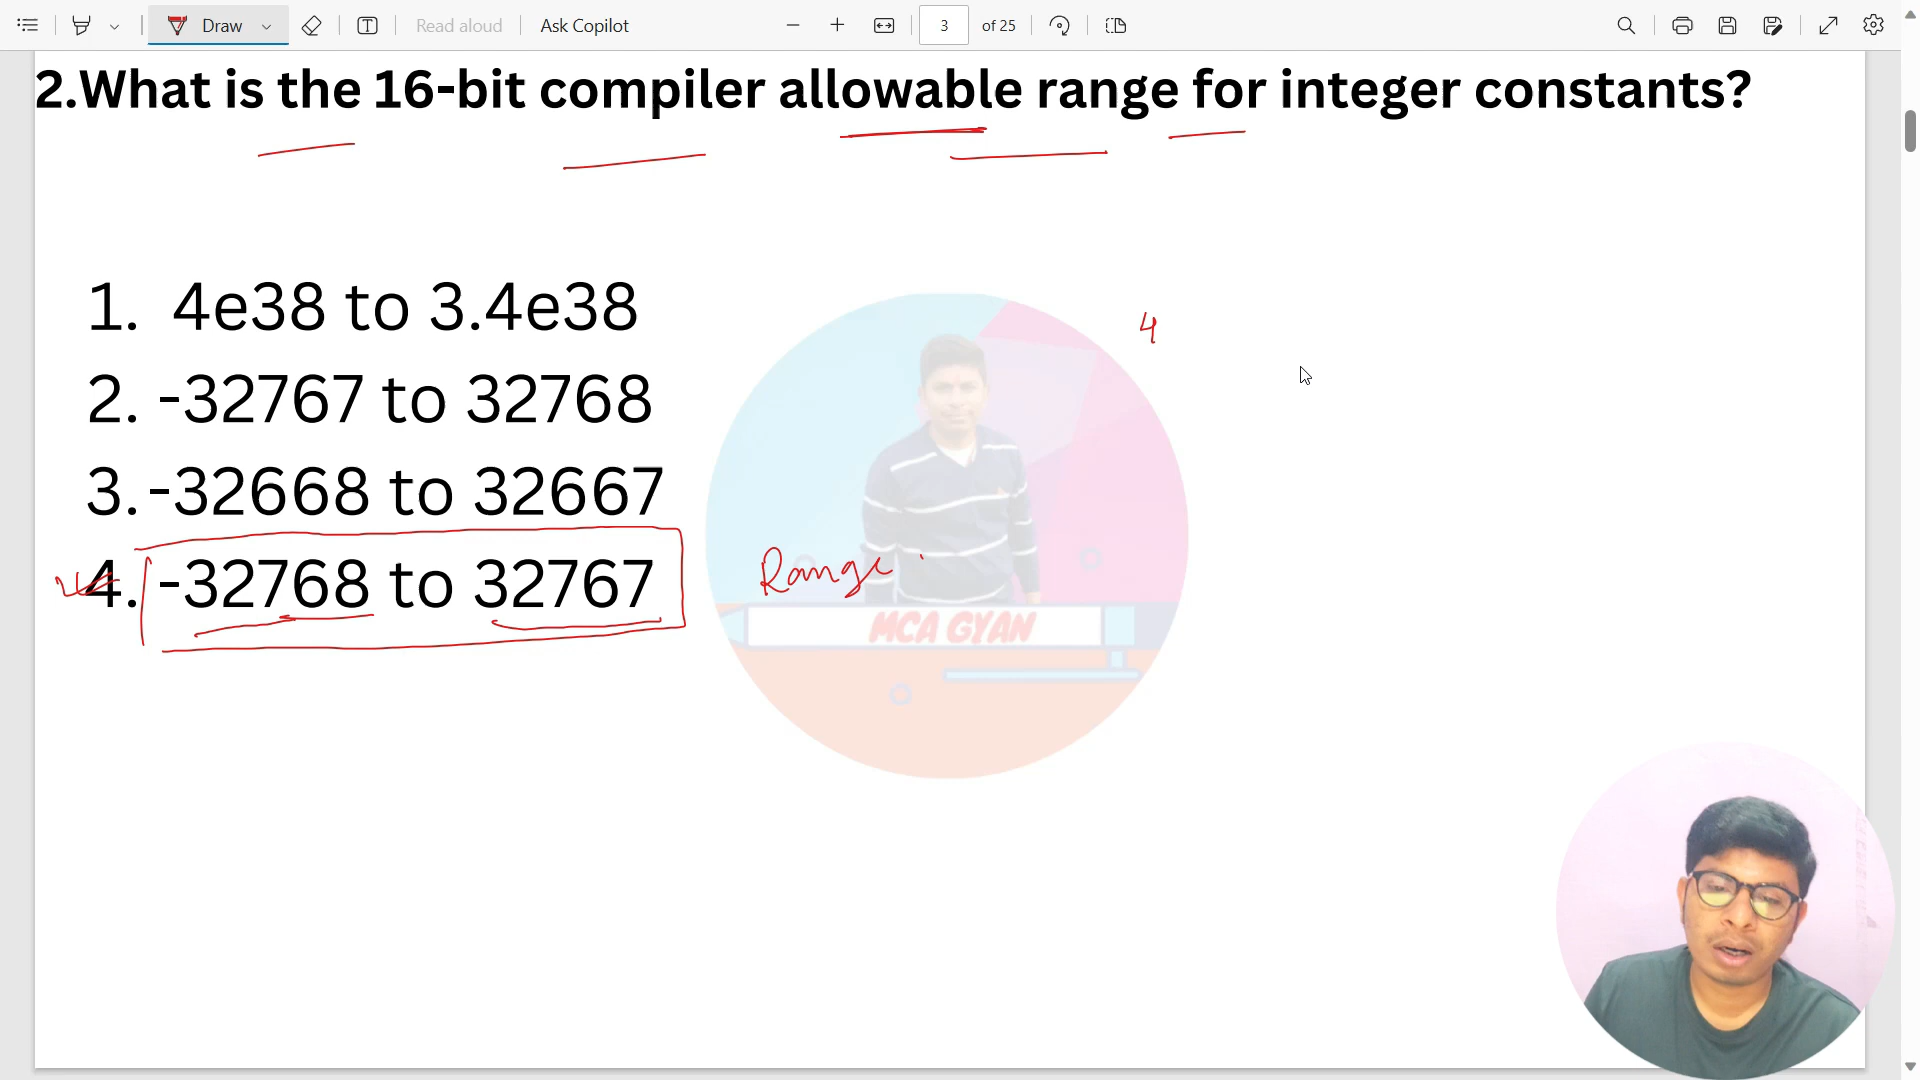 Draw
Read aloud
Ask Copilot
3
of 25
2.What is the 16-bit compiler allowable range for integer constants?
1. 4e38 to 3.4e38
4
2. -32767 to 32768
3. -32668 to 32667
4. -32768 to 32767
Range
MCA GYAN